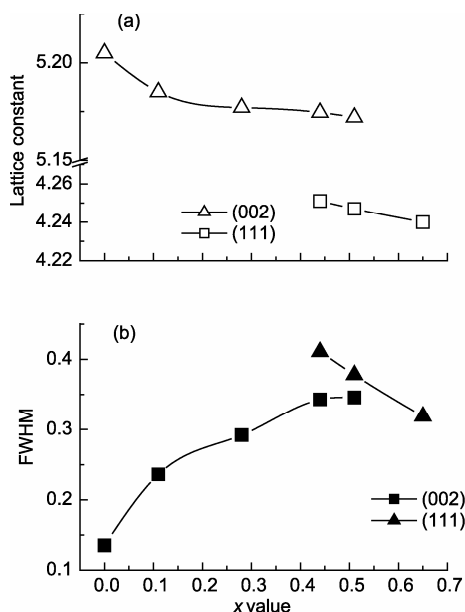 (a)
Lattice constant
5.20
5.15
4.26
4.24
4.22
(002)
(111)
(b)
FWHM
0.4
0.3
0.2
0.1
(002)
(111)
0.0 0.1 0.2 0.3 0.4 0.5 0.6 0.7
x value